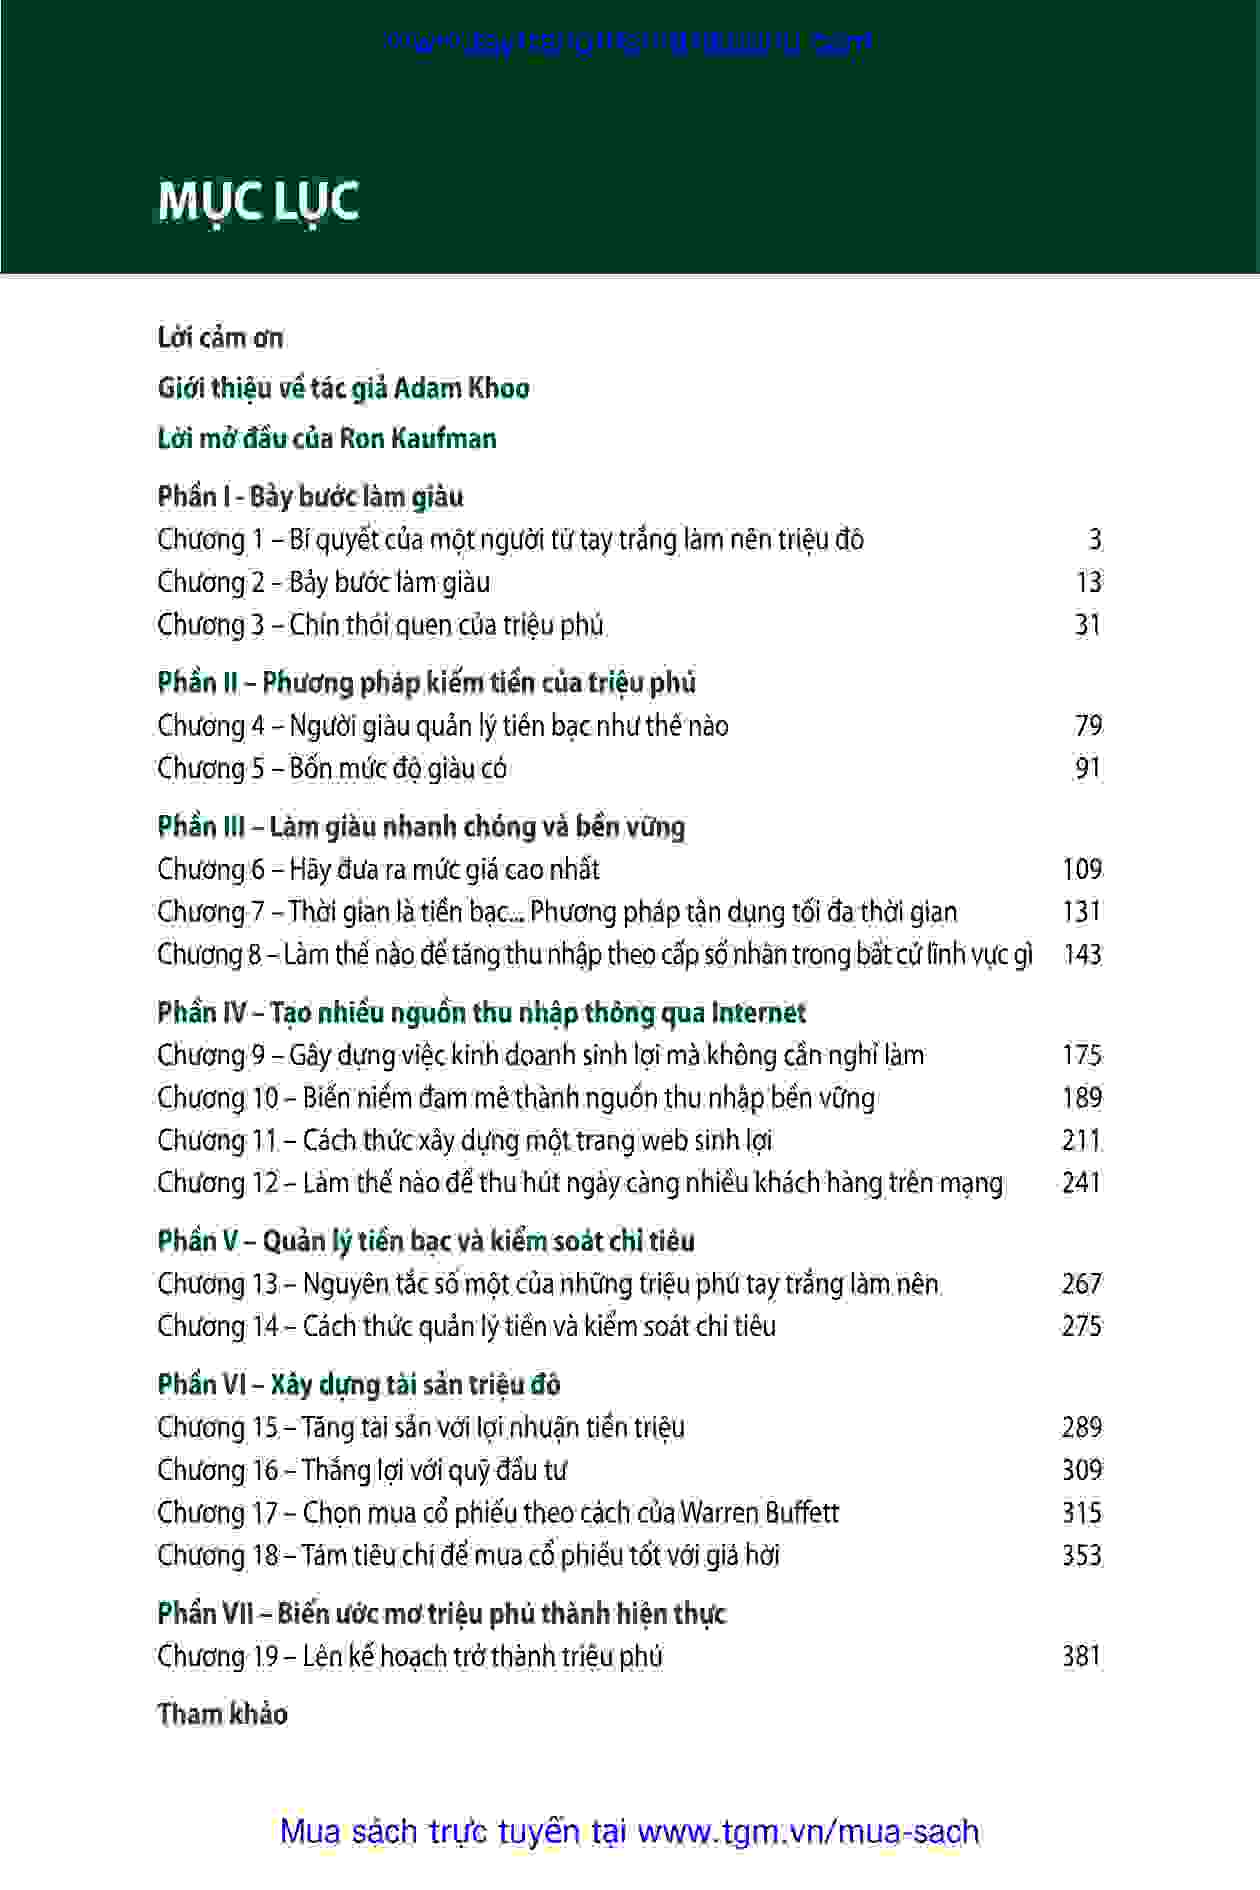 MỤC LỤC
Lời cảm ơn
Giới thiệu về tác giả Adam Khoo
Lời mở đầu của Ron Kaufman
Phần I - Bảy bước làm giàu
Chương 1 – Bí quyết của một người từ tay trắng làm nên triệu đô 3
Chương 2 – Bảy bước làm giàu 13
Chương 3 – Chín thói quen của triệu phú 31
Phần II – Phương pháp kiếm tiền của triệu phú
Chương 4 – Người giàu quản lý tiền bạc như thế nào 79
Chương 5 – Bốn mức độ giàu có 91
Phần III – Làm giàu nhanh chóng và bền vững
Chương 6 – Hãy đưa ra mức giá cao nhất 109
Chương 7 – Thời gian là tiền bạc... Phương pháp tận dụng tối đa thời gian 131
Chương 8 – Làm thế nào để tăng thu nhập theo cấp số nhân trong bất cứ lĩnh vực gì 143
Phần IV – Tạo nhiều nguồn thu nhập thông qua Internet
Chương 9 – Gây dựng việc kinh doanh sinh lợi mà không cần nghỉ làm 175
Chương 10 – Biến niềm đam mê thành nguồn thu nhập bền vững 189
Chương 11 – Cách thức xây dựng một trang web sinh lợi 211
Chương 12 – Làm thế nào để thu hút ngày càng nhiều khách hàng trên mạng 241
Phần V – Quản lý tiền bạc và kiểm soát chi tiêu
Chương 13 – Nguyên tắc số một của những triệu phú tay trắng làm nên 267
Chương 14 – Cách thức quản lý tiền và kiểm soát chi tiêu 275
Phần VI – Xây dựng tài sản triệu đô
Chương 15 – Tăng tài sản với lợi nhuận tiền triệu 289
Chương 16 – Thắng lợi với quỹ đầu tư 309
Chương 17 – Chọn mua cổ phiếu theo cách của Warren Buffett 315
Chương 18 – Tám tiêu chí để mua cổ phiếu tốt với giá hời 353
Phần VII – Biến ước mơ triệu phú thành hiện thực
Chương 19 – Lên kế hoạch trở thành triệu phú 381
Tham khảo
Mua sách trực tuyến tại www.tgm.vn/mua-sach